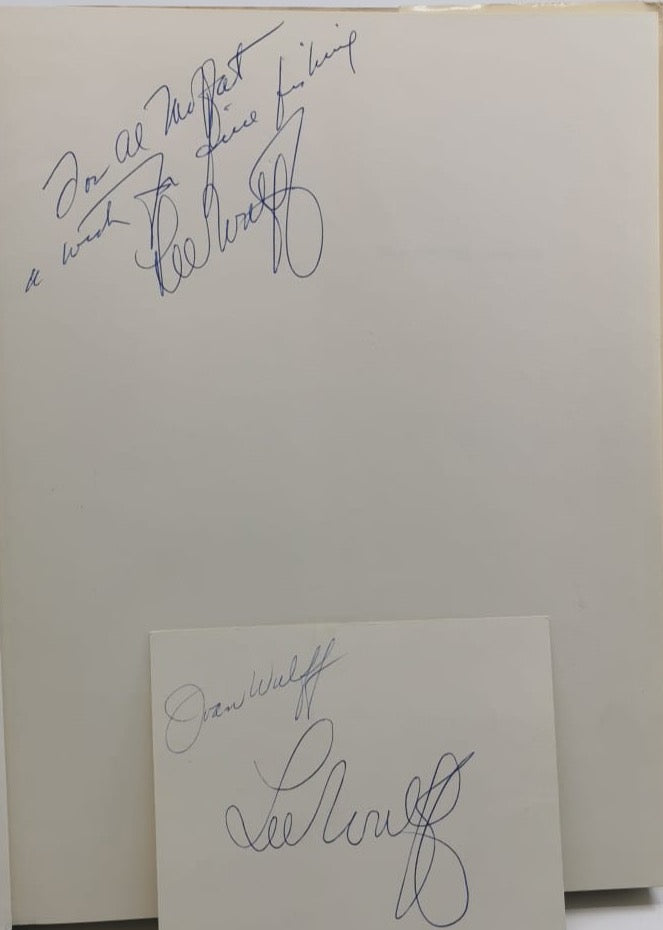 For Al Moffat
a wish for fine fishing
Lee Wulff
Joan Wulff
Lee Wulff